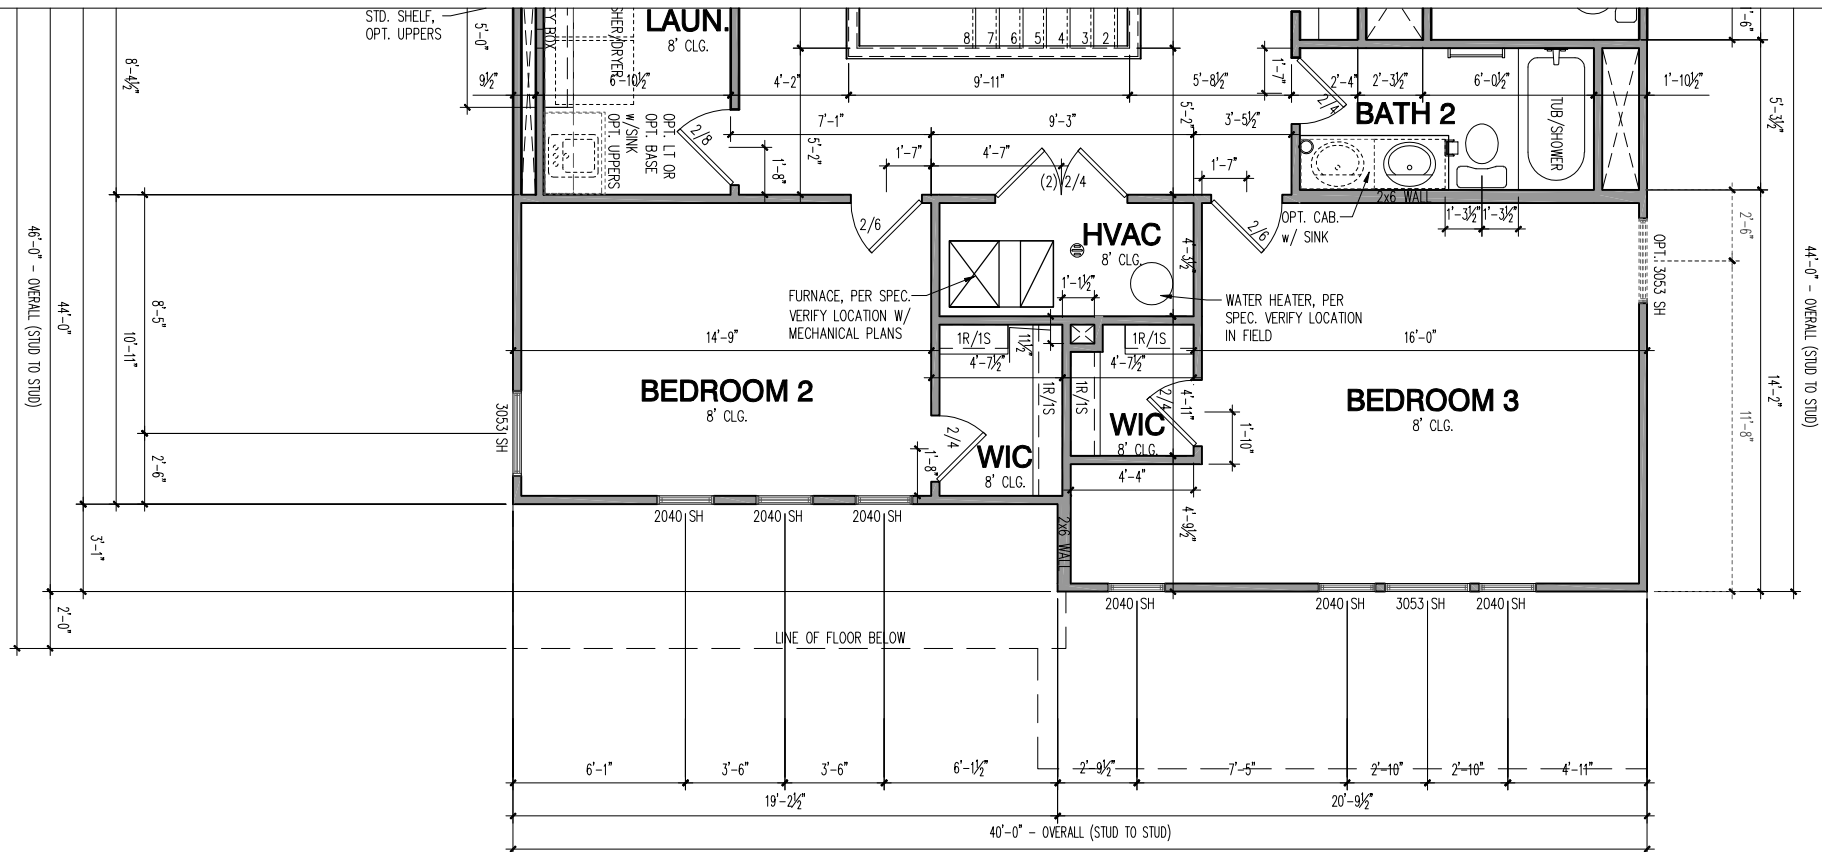 STD. SHELF,
OPT. UPPERS
5'-0"
LAUN.
8' CLG.
8 7 6 5 4 3 2
8'-4½"
9½"
6'-10½"
4'-2"
9'-11"
5'-8½"
1'-7"
2'-4"
2'-3½"
6'-0½"
1'-10½"
2/4
BATH 2
TUB/SHOWER
5'-3½"
OPT. LT OR
OPT. BASE
w/SINK
OPT. UPPERS
2/8
7'-1"
9'-3"
3'-5½"
5'-2"
5'-2"
1'-8"
1'-7"
4'-7"
1'-7"
(2) 2/4
2x6 WALL
OPT. CAB.
w/ SINK
1'-3½"
1'-3½"
2'-6"
2/6
2/6
HVAC
8' CLG.
4'-3½"
1'-1½"
46'-0" - OVERALL (STUD TO STUD)
44'-0"
10'-11"
8'-5"
FURNACE, PER SPEC.
VERIFY LOCATION W/
MECHANICAL PLANS
WATER HEATER, PER
SPEC. VERIFY LOCATION
IN FIELD
OPT. 3053 SH
44'-0" - OVERALL (STUD TO STUD)
14'-9"
1R/1S
11½"
1R/1S
16'-0"
4'-7½"
4'-7½"
14'-2"
11'-8"
BEDROOM 2
8' CLG.
1R/1S
1R/1S
2/4
4'-11"
BEDROOM 3
8' CLG.
3053 SH
WIC
8' CLG.
1'-10"
2/4
WIC
8' CLG.
1'-8"
2'-6"
4'-4"
2040 SH
2040 SH
2040 SH
2x6 WALL
4'-9½"
3'-1"
2040 SH
2040 SH
3053 SH
2040 SH
2'-0"
LINE OF FLOOR BELOW
6'-1"
3'-6"
3'-6"
6'-1½"
2'-9½"
7'-5"
2'-10"
2'-10"
4'-11"
19'-2½"
20'-9½"
40'-0" - OVERALL (STUD TO STUD)